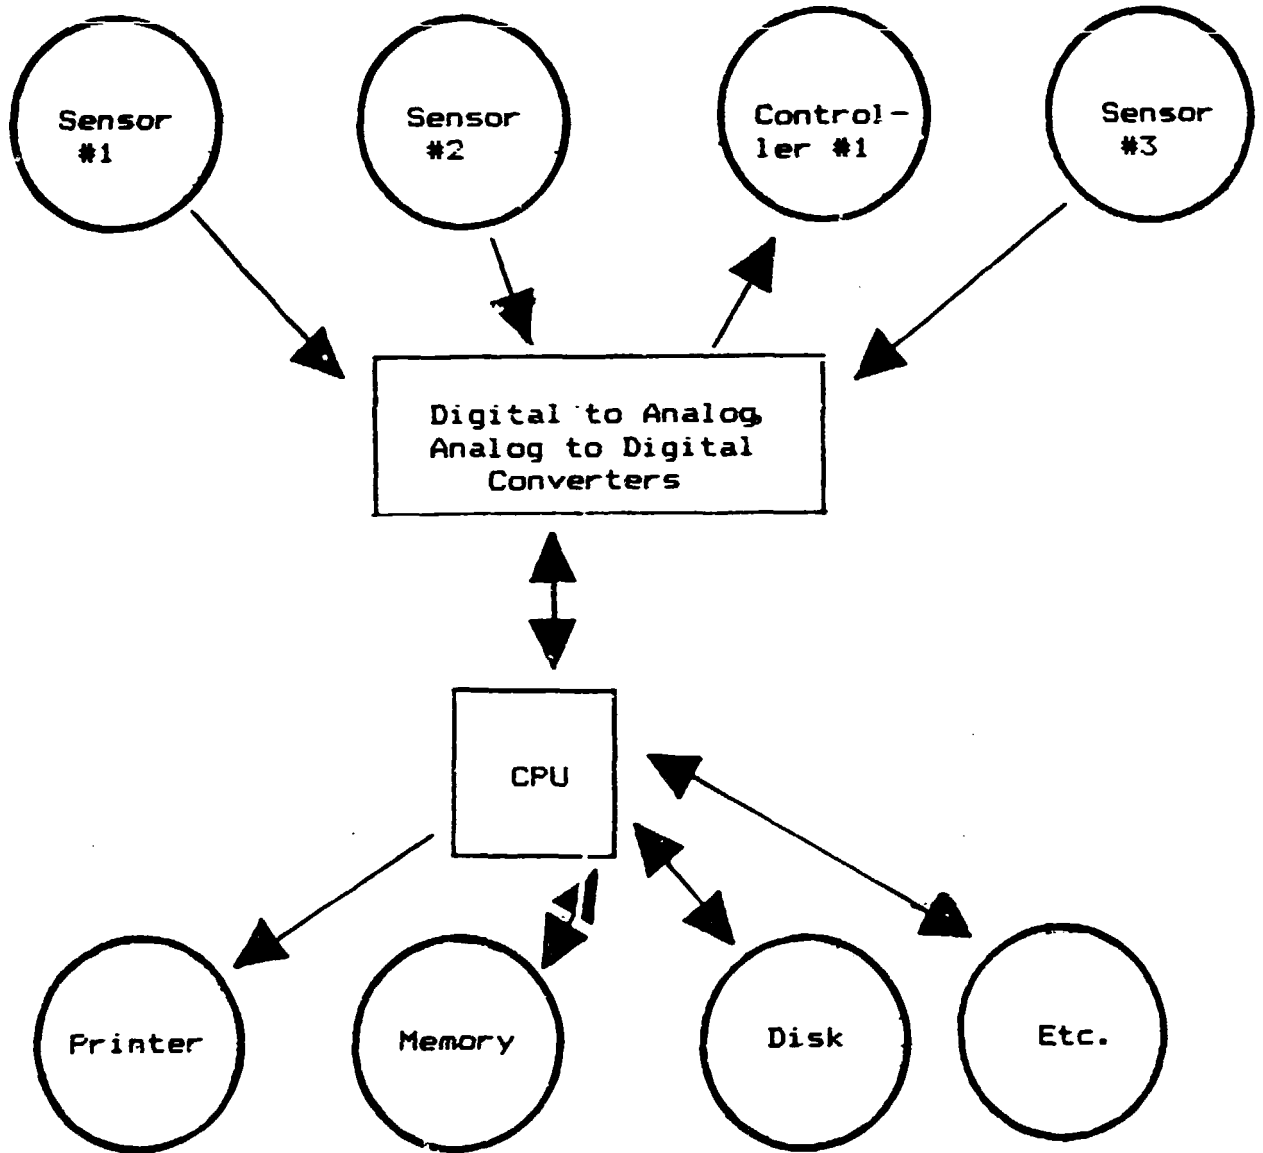 Sensor
#1
Sensor
#2
Control-
ler #1
Sensor
#3
Digital to Analog,
Analog to Digital
Converters
CPU
Printer
Memory
Disk
Etc.